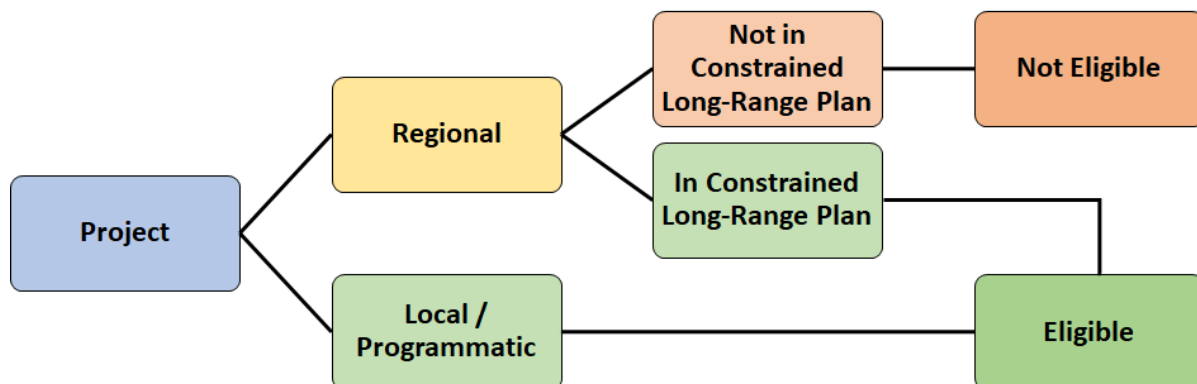 Project
Regional
Local /
Programmatic
Not in
Constrained
Long-Range Plan
In Constrained
Long-Range Plan
Not Eligible
Eligible